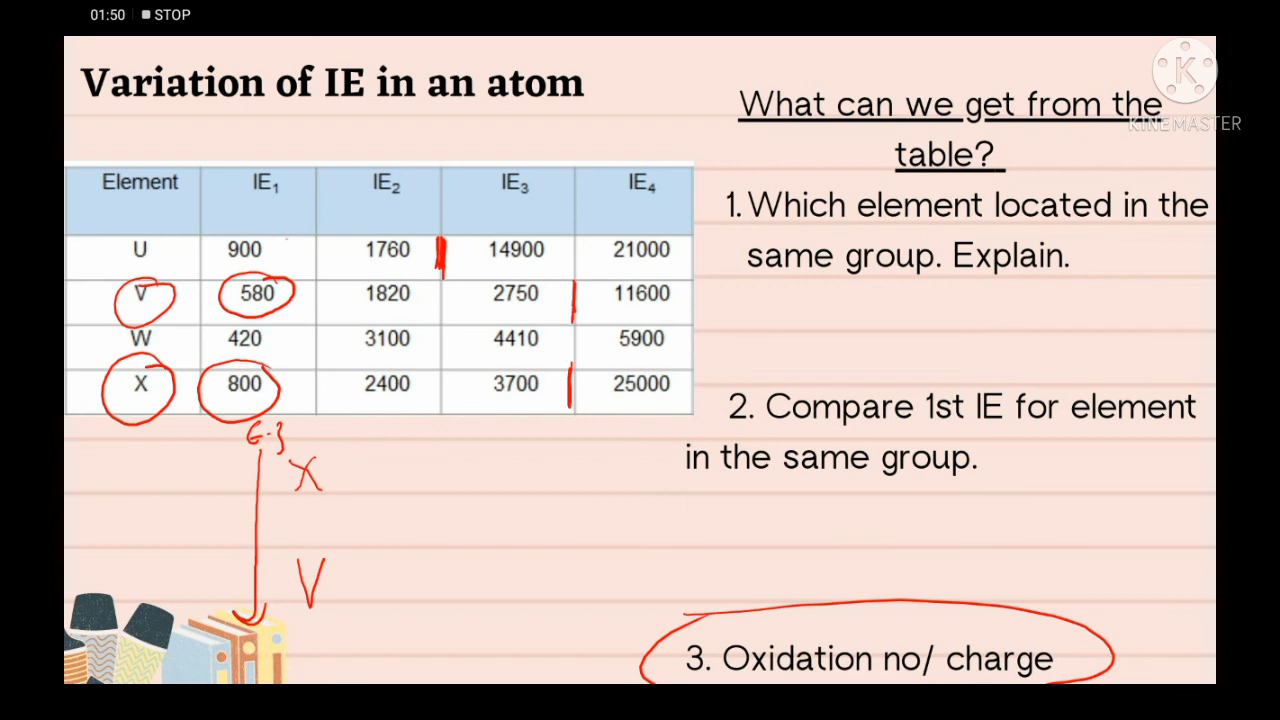 01:50 STOP
Variation of IE in an atom
K
KINEMASTER
What can we get from the
table?
Element IE₁ IE₂ IE₃ IE₄
U 900 1760 14900 21000
V 580 1820 2750 11600
W 420 3100 4410 5900
X 800 2400 3700 25000
1. Which element located in the
same group. Explain.
2. Compare 1st IE for element
in the same group.
X
V
3. Oxidation no/ charge